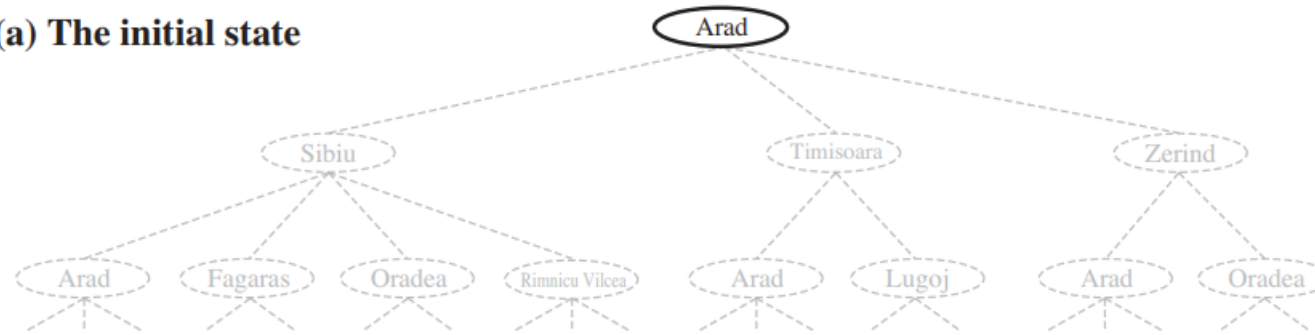 (a) The initial state
Arad
Sibiu
Timisoara
Zerind
Arad
Fagaras
Oradea
Rimnicu Vilcea
Arad
Lugoj
Arad
Oradea